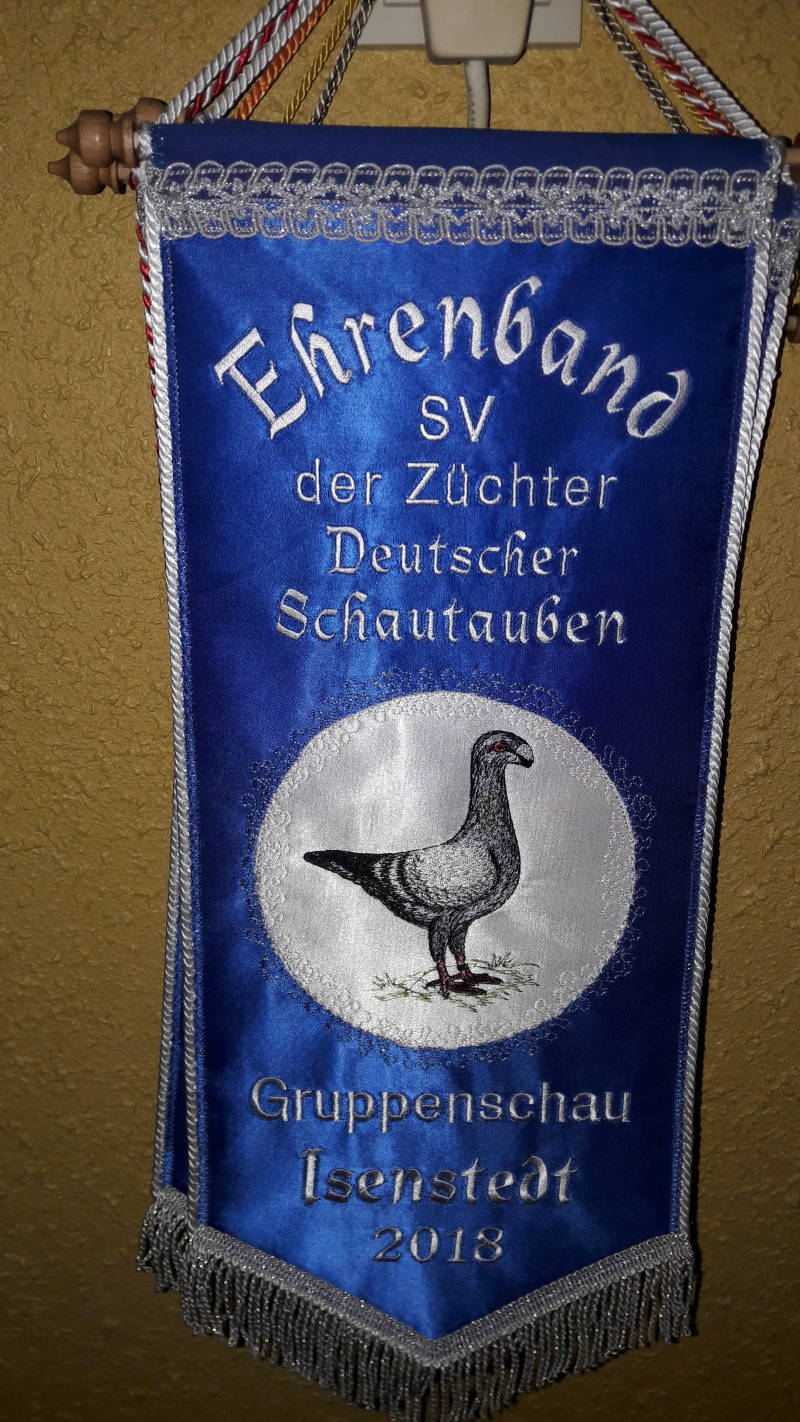 Ehrenband
SV
der Züchter
Deutscher
Schautauben
Gruppenschau
Isenstedt
2018